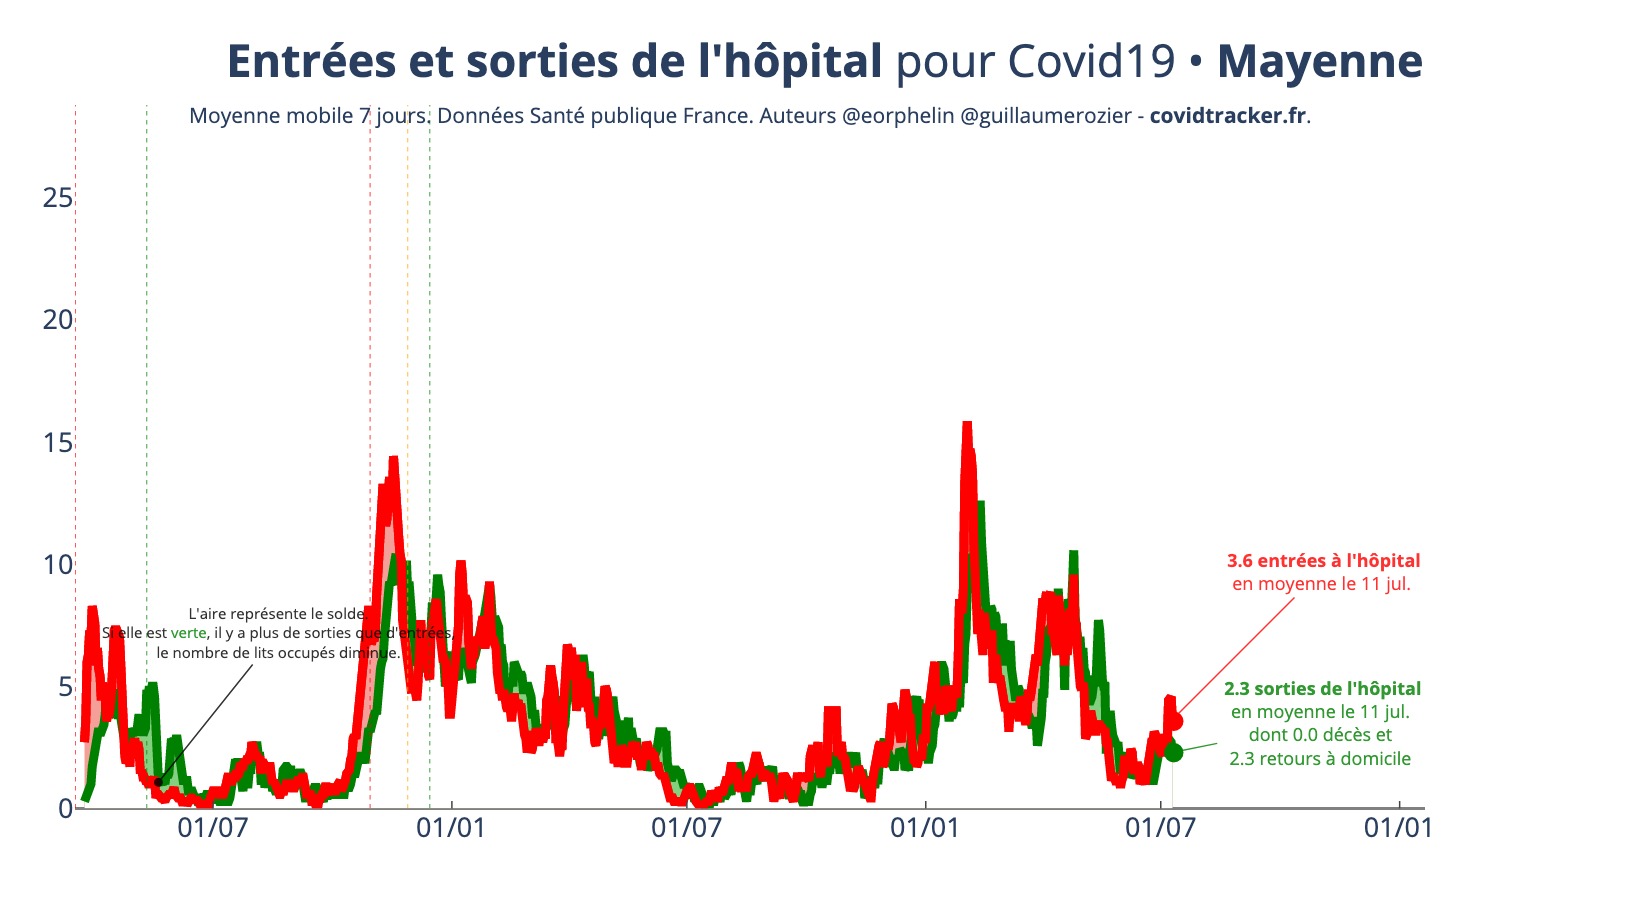 Entrées et sorties de l'hôpital pour Covid19 • Mayenne
Moyenne mobile 7 jours. Données Santé publique France. Auteurs @eorphelin @guillaumerozier - covidtracker.fr.
25
20
15
10
5
0
L'aire représente le solde.
Si elle est verte, il y a plus de sorties que d'entrées,
le nombre de lits occupés diminue.
3.6 entrées à l'hôpital
en moyenne le 11 jul.
2.3 sorties de l'hôpital
en moyenne le 11 jul.
dont 0.0 décès et
2.3 retours à domicile
01/07 01/01 01/07 01/01 01/07 01/01